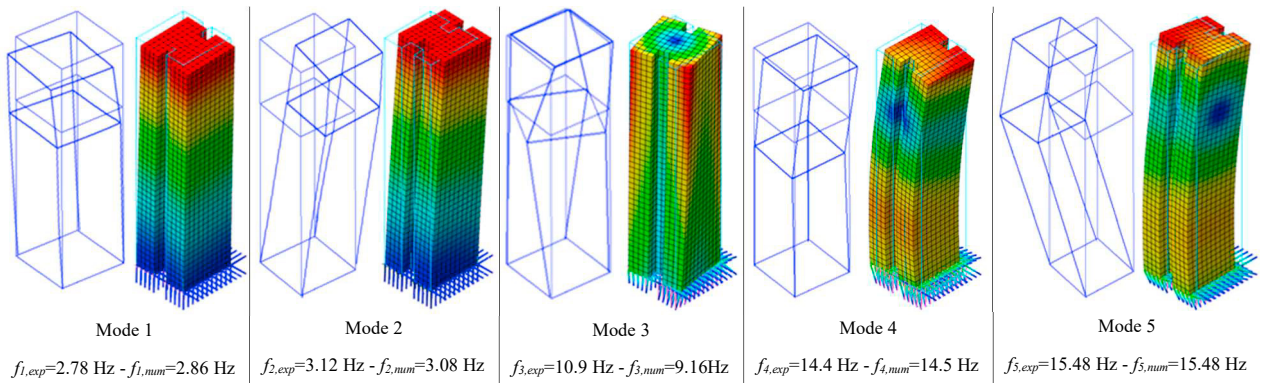 Mode 1
f1,exp=2.78 Hz - f1,num=2.86 Hz
Mode 2
f2,exp=3.12 Hz - f2,num=3.08 Hz
Mode 3
f3,exp=10.9 Hz - f3,num=9.16Hz
Mode 4
f4,exp=14.4 Hz - f4,num=14.5 Hz
Mode 5
f5,exp=15.48 Hz - f5,num=15.48 Hz